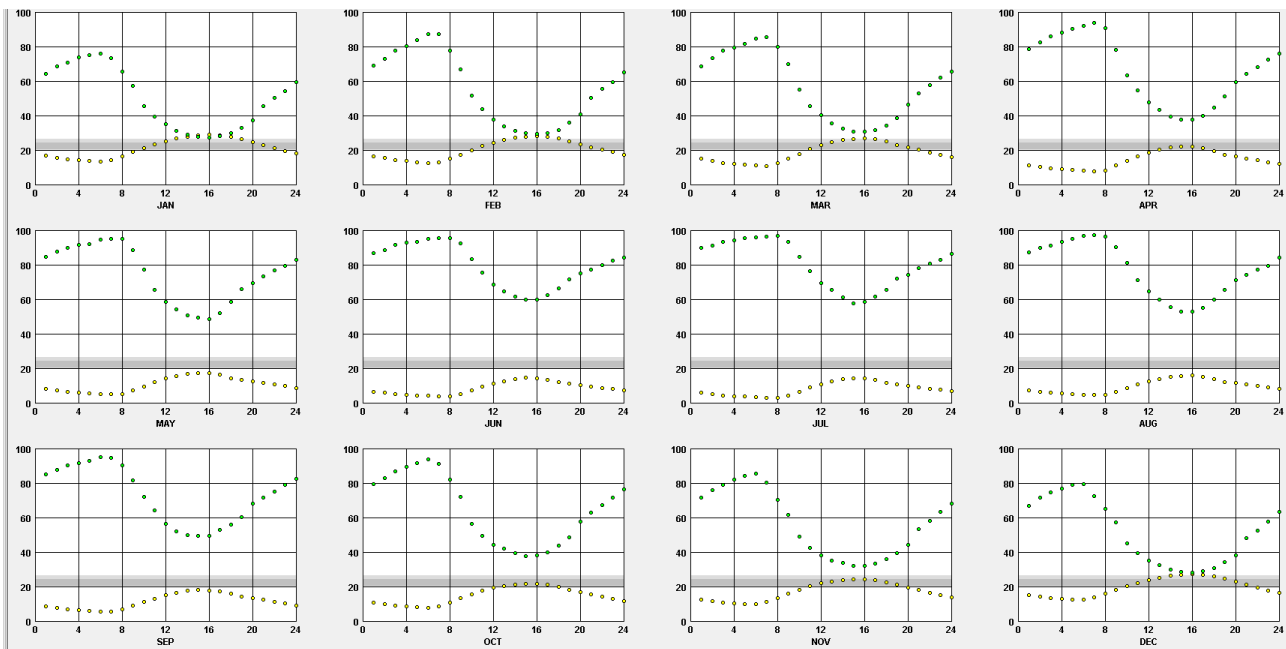 100 100 100 100
80 80 80 80
60 60 60 60
40 40 40 40
20 20 20 20
0 0 0 0
0 4 8 12 16 20 24 0 4 8 12 16 20 24 0 4 8 12 16 20 24 0 4 8 12 16 20 24
JAN FEB MAR APR
100 100 100 100
80 80 80 80
60 60 60 60
40 40 40 40
20 20 20 20
0 0 0 0
0 4 8 12 16 20 24 0 4 8 12 16 20 24 0 4 8 12 16 20 24 0 4 8 12 16 20 24
MAY JUN JUL AUG
100 100 100 100
80 80 80 80
60 60 60 60
40 40 40 40
20 20 20 20
0 0 0 0
0 4 8 12 16 20 24 0 4 8 12 16 20 24 0 4 8 12 16 20 24 0 4 8 12 16 20 24
SEP OCT NOV DEC